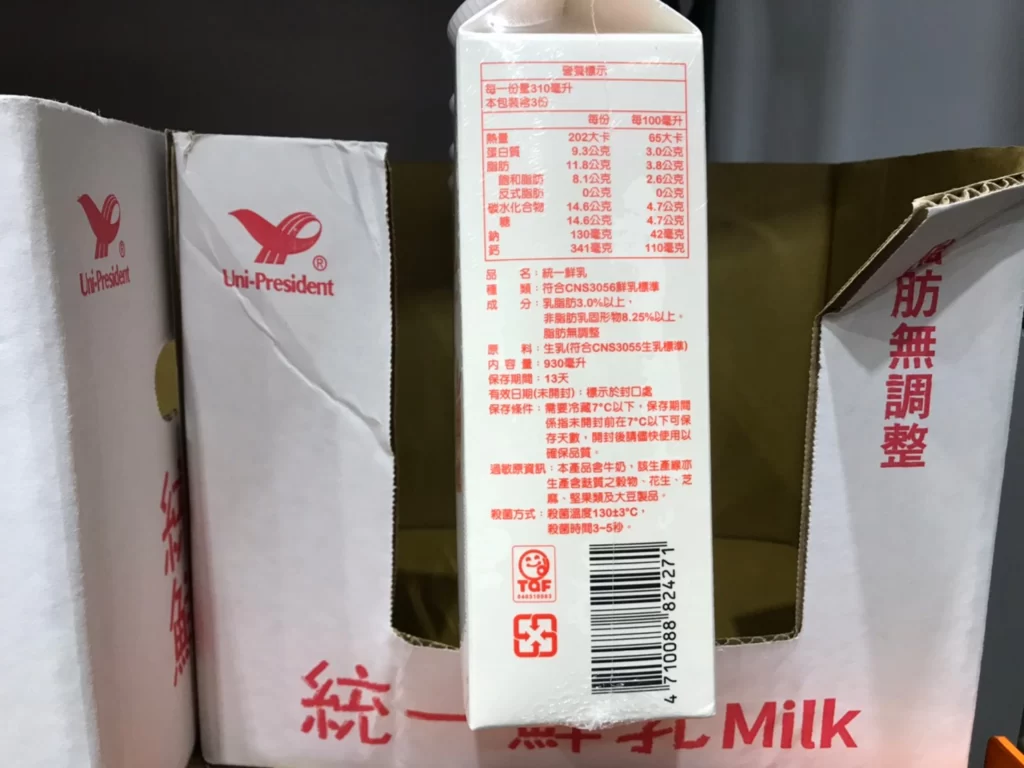 營養標示
每一份量310毫升
本包裝含3份
每份 每100毫升
熱量 202大卡 65大卡
蛋白質 9.3公克 3.0公克
脂肪 11.8公克 3.8公克
飽和脂肪 8.1公克 2.6公克
反式脂肪 0公克 0公克
碳水化合物 14.6公克 4.7公克
糖 14.6公克 4.7公克
鈉 130毫克 42毫克
鈣 341毫克 110毫克
品名：統一鮮乳
種類：符合CNS3056鮮乳標準
成分：乳脂肪3.0%以上，
非脂肪乳固形物8.25%以上。
脂肪無調整
原料：生乳(符合CNS3055生乳標準)
內容量：930毫升
保存期間：13天
有效日期(未開封)：標示於封口處
保存條件：需要冷藏7°C以下，保存期間
係指未開封前在7°C以下可保
存天數，開封後請儘快使用以
確保品質。
過敏原資訊：本產品含牛奶，該生產線亦
生產含麩質之穀物、花生、芝
麻、堅果類及大豆製品。
殺菌方式：殺菌溫度130±3°C，
殺菌時間3~5秒。
TQF
4 710088 824271
Uni-President
®
Uni-President
®
統一鮮乳Milk
脂肪無調整
統鮮